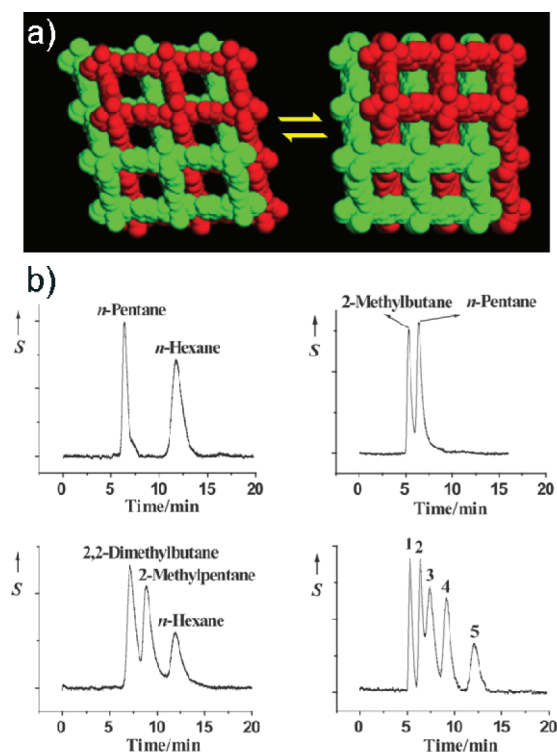 a)
b)
n-Pentane
n-Hexane
↑
S
0 5 10 15 20
Time/min
2-Methylbutane n-Pentane
↑
S
0 5 10 15 20
Time/min
2,2-Dimethylbutane
2-Methylpentane
n-Hexane
↑
S
0 5 10 15 20
Time/min
1 2
3
4
5
↑
S
0 5 10 15 20
Time/min